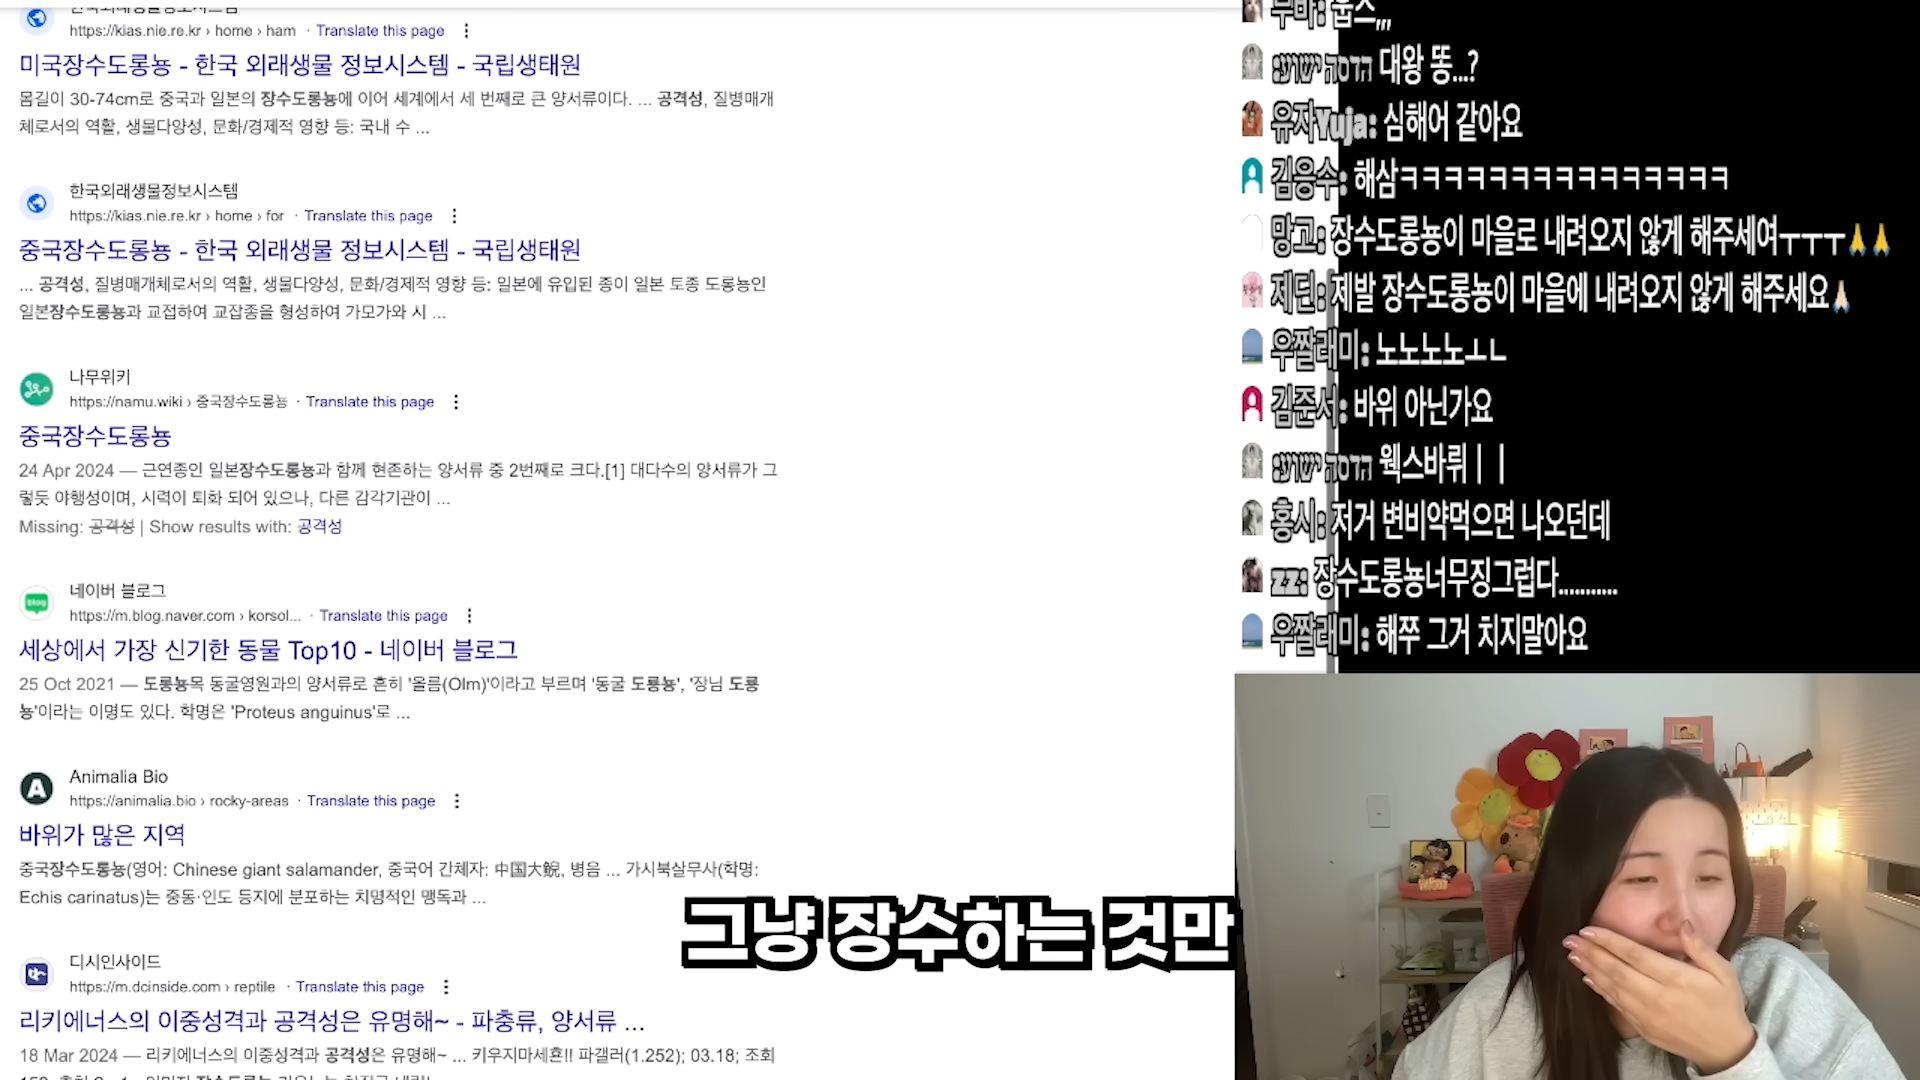 https://kias.nie.re.kr › home › ham · Translate this page
미국장수도롱뇽 - 한국 외래생물 정보시스템 - 국립생태원
몸길이 30-74cm로 중국과 일본의 장수도롱뇽에 이어 세계에서 세 번째로 큰 양서류이다. ... 공격성, 질병매개
체로서의 역활, 생물다양성, 문화/경제적 영향 등: 국내 수 ...
한국외래생물정보시스템
https://kias.nie.re.kr › home › for · Translate this page
중국장수도롱뇽 - 한국 외래생물 정보시스템 - 국립생태원
... 공격성, 질병매개체로서의 역활, 생물다양성, 문화/경제적 영향 등: 일본에 유입된 종이 일본 토종 도롱뇽인
일본장수도롱뇽과 교접하여 교잡종을 형성하여 가모가와 시 ...
나무위키
https://namu.wiki › 중국장수도롱뇽 · Translate this page
중국장수도롱뇽
24 Apr 2024 — 근연종인 일본장수도롱뇽과 함께 현존하는 양서류 중 2번째로 크다.[1] 대다수의 양서류가 그
렇듯 야행성이며, 시력이 퇴화 되어 있으나, 다른 감각기관이 ...
Missing: 공격성 | Show results with: 공격성
네이버 블로그
https://m.blog.naver.com › korsol... · Translate this page
세상에서 가장 신기한 동물 Top10 - 네이버 블로그
25 Oct 2021 — 도롱뇽목 동굴영원과의 양서류로 흔히 '올름(Olm)'이라고 부르며 '동굴 도룡뇽', '장님 도룡
뇽'이라는 이명도 있다. 학명은 'Proteus anguinus'로 ...
Animalia Bio
https://animalia.bio › rocky-areas · Translate this page
바위가 많은 지역
중국장수도롱뇽(영어: Chinese giant salamander, 중국어 간체자: 中国大鲵, 병음 ... 가시북살무사(학명:
Echis carinatus)는 중동·인도 등지에 분포하는 치명적인 맹독과 ...
디시인사이드
https://m.dcinside.com › reptile · Translate this page
리키에너스의 이중성격과 공격성은 유명해~ - 파충류, 양서류 ...
18 Mar 2024 — 리키에너스의 이중성격과 공격성은 유명해~ ... 키우지마세효!! 파갤러(1.252); 03.18; 조회
대왕 똥...?
유자Yuja: 심해어 같아요
김응수: 해삼ㅋㅋㅋㅋㅋㅋㅋㅋㅋㅋㅋㅋㅋㅋㅋ
망고: 장수도롱뇽이 마을로 내려오지 않게 해주세여ㅜㅜㅜ🙏🙏
제딘: 제발 장수도롱뇽이 마을에 내려오지 않게 해주세요🙏🏻
우짤래미: 노노노노ㅗㄴ
김준서: 바위 아닌가요
웩스바뤼ㅣㅣ
홍시: 저거 변비약먹으면 나오던데
zz: 장수도롱뇽너무징그럽다..........
우짤래미: 해쭈 그거 치지말아요
그냥 장수하는 것만